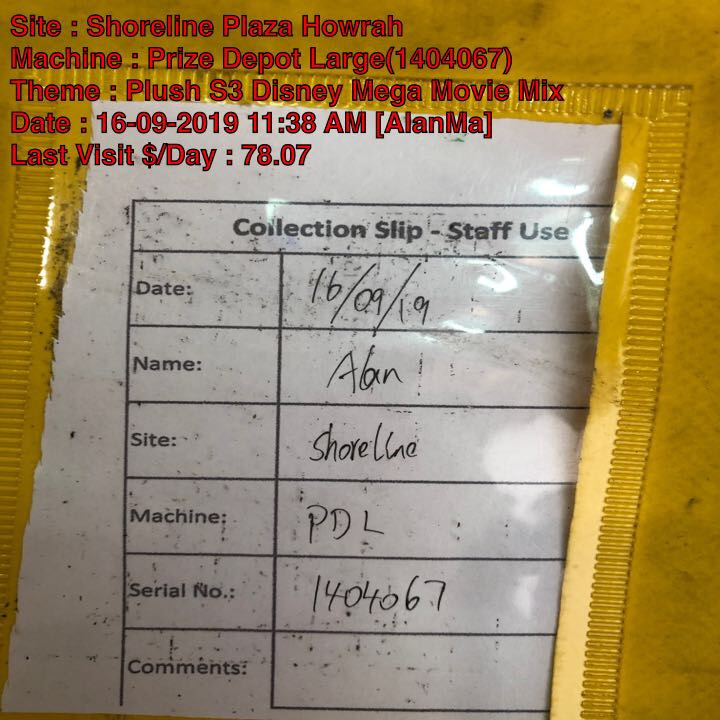 Site : Shoreline Plaza Howrah
Machine : Prize Depot Large(1404067)
Theme : Plush S3 Disney Mega Movie Mix
Date : 16-09-2019 11:38 AM [AlanMa]
Last Visit $/Day : 78.07
Collection Slip - Staff Use
Date: 16/09/19
Name: Alan
Site: Shoreline
Machine: PDL
Serial No.: 1404067
Comments: